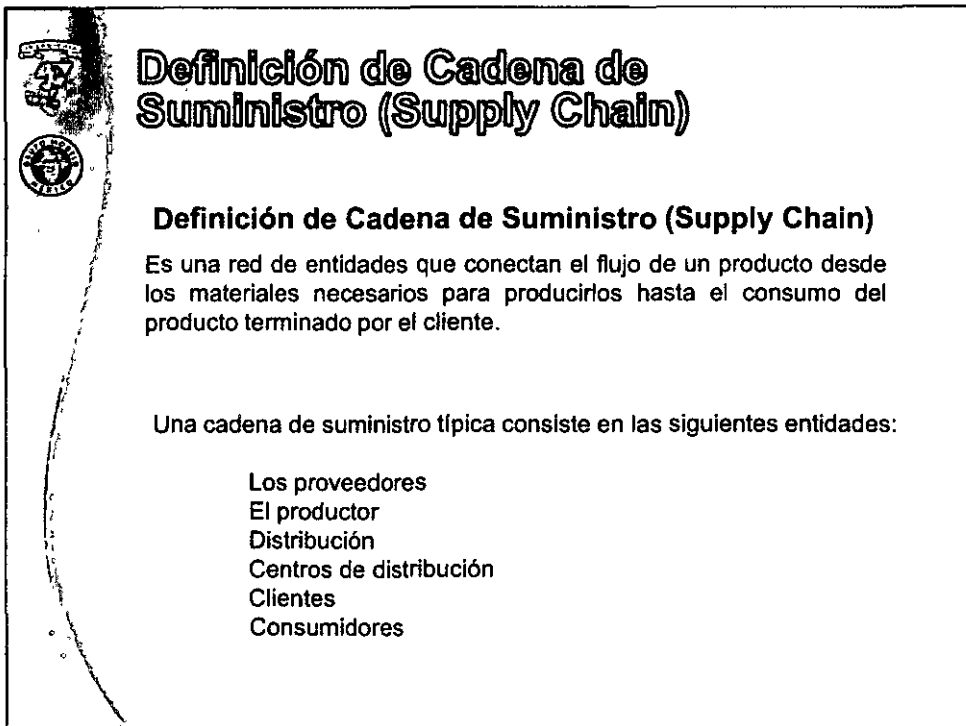 Definición de Cadena de
Suministro (Supply Chain)
Definición de Cadena de Suministro (Supply Chain)
Es una red de entidades que conectan el flujo de un producto desde
los materiales necesarios para producirlos hasta el consumo del
producto terminado por el cliente.
Una cadena de suministro típica consiste en las siguientes entidades:
Los proveedores
El productor
Distribución
Centros de distribución
Clientes
Consumidores